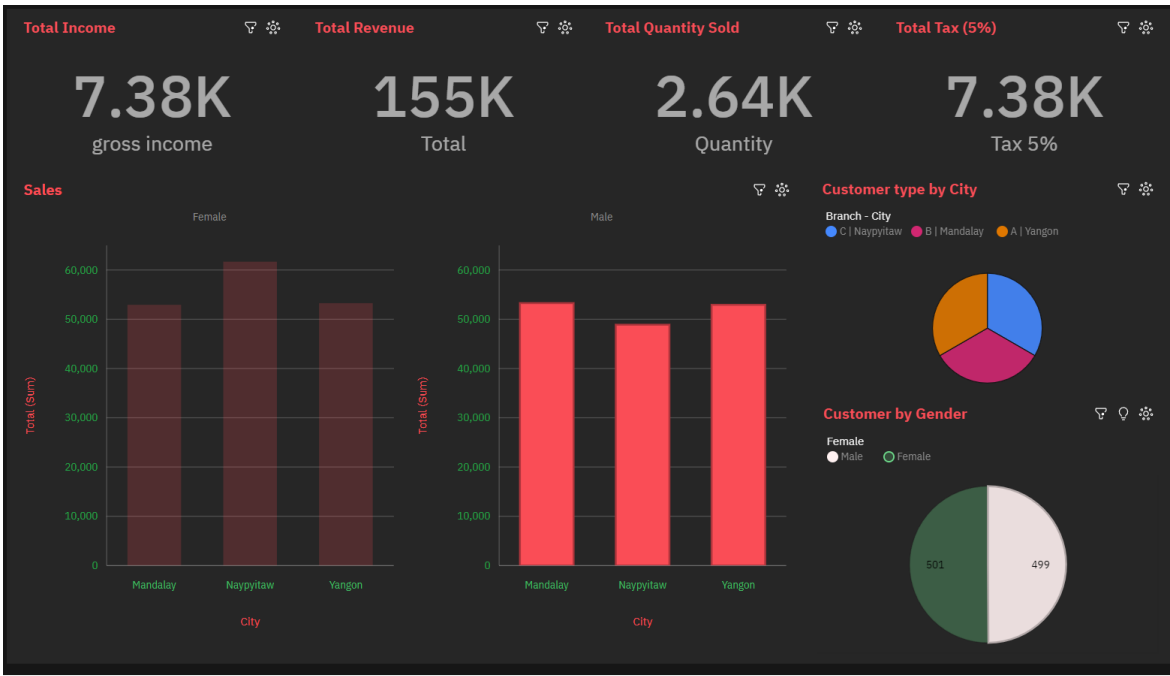 Total Income
Total Revenue
Total Quantity Sold
Total Tax (5%)
7.38K
gross income
155K
Total
2.64K
Quantity
7.38K
Tax 5%
Sales
Female
Male
Total (Sum)
60,000
50,000
40,000
30,000
20,000
10,000
0
Mandalay
Naypyitaw
Yangon
City
Total (Sum)
60,000
50,000
40,000
30,000
20,000
10,000
0
Mandalay
Naypyitaw
Yangon
City
Customer type by City
Branch - City
C | Naypyitaw
B | Mandalay
A | Yangon
Customer by Gender
Female
Male
Female
501
499